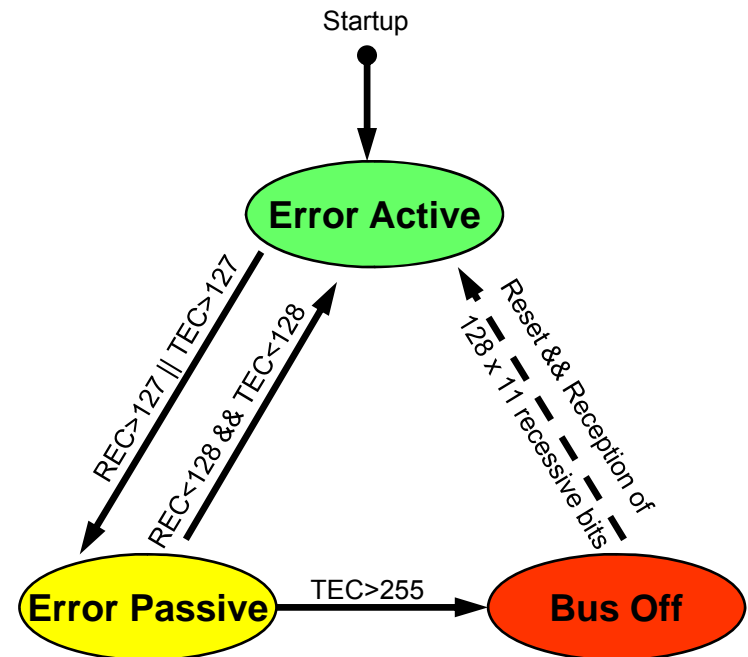 Startup
Error Active
REC>127 || TEC>127
REC<128 && TEC<128
Reset && Reception of
128 x 11 recessive bits
Error Passive
TEC>255
Bus Off